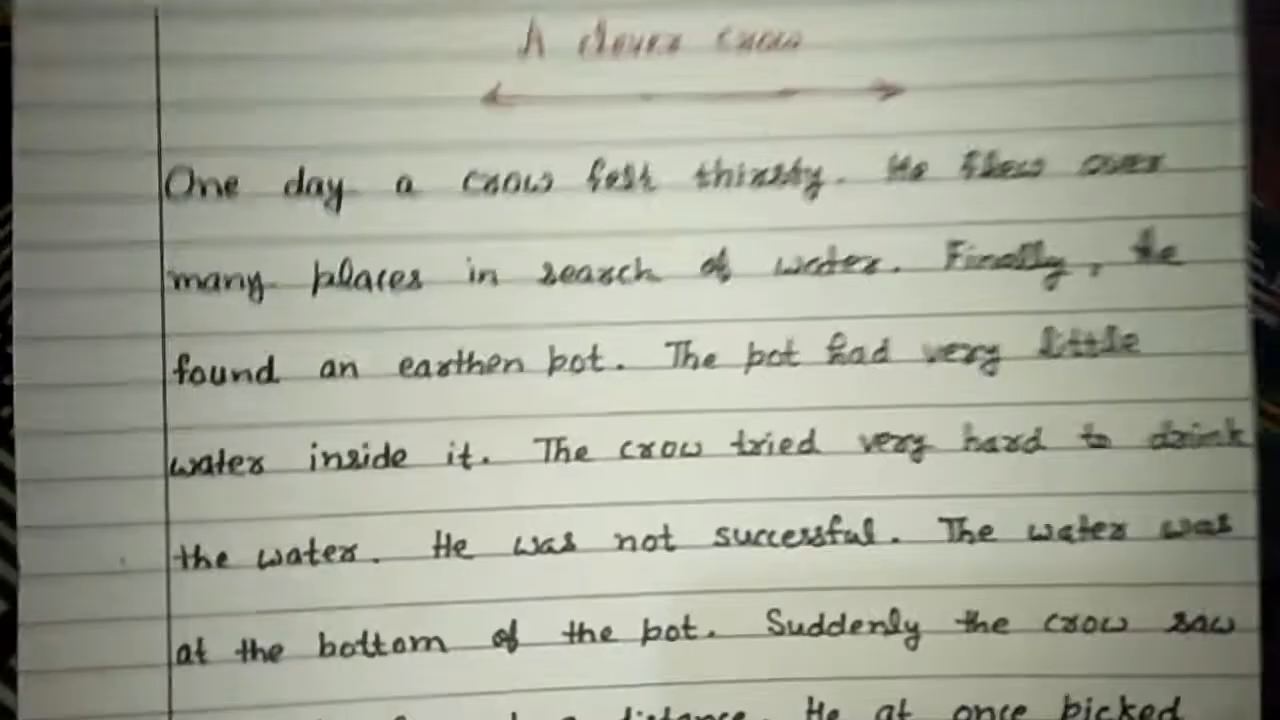 A clever crow
One day a crow felt thirsty. He flew over
many places in search of water. Finally, he
found an earthen pot. The pot had very little
water inside it. The crow tried very hard to drink
the water. He was not successful. The water was
at the bottom of the pot. Suddenly the crow saw
distance. He at once picked